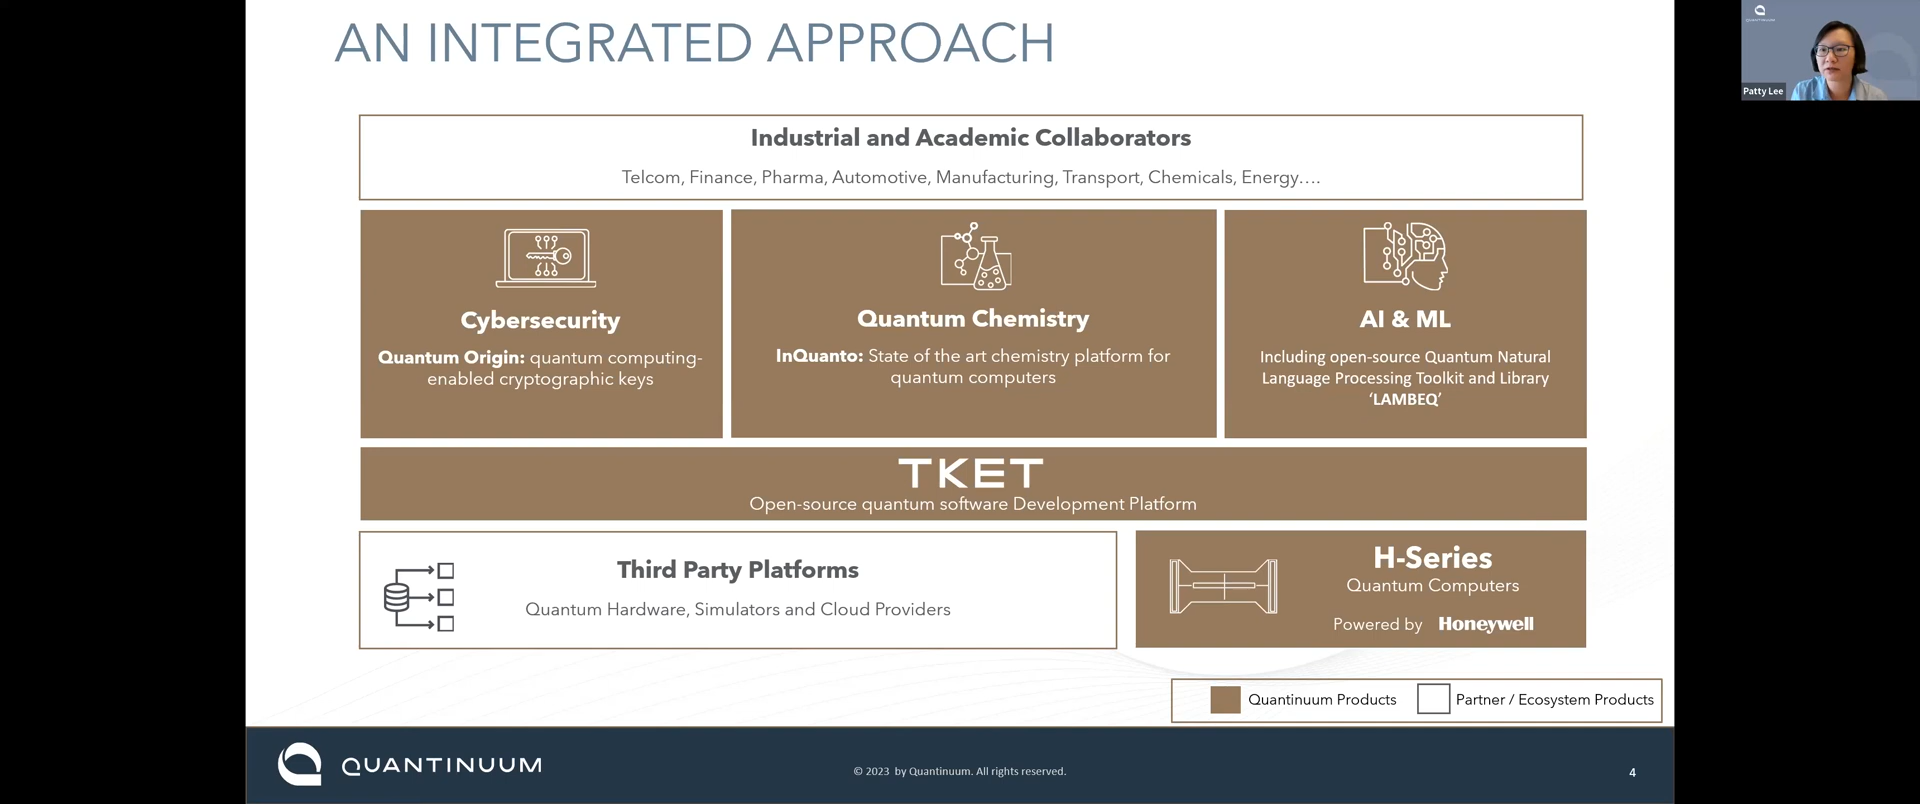 AN INTEGRATED APPROACH
Patty Lee
Industrial and Academic Collaborators
Telcom, Finance, Pharma, Automotive, Manufacturing, Transport, Chemicals, Energy....
Cybersecurity
Quantum Origin: quantum computing-
enabled cryptographic keys
Quantum Chemistry
InQuanto: State of the art chemistry platform for
quantum computers
AI & ML
Including open-source Quantum Natural
Language Processing Toolkit and Library
‘LAMBEQ’
TKET
Open-source quantum software Development Platform
Third Party Platforms
Quantum Hardware, Simulators and Cloud Providers
H-Series
Quantum Computers
Powered by Honeywell
Quantinuum Products
Partner / Ecosystem Products
QUANTINUUM
© 2023 by Quantinuum. All rights reserved.
4